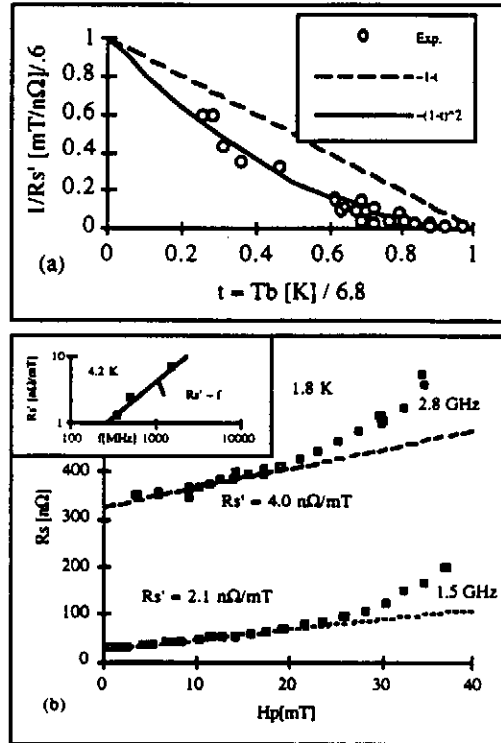 1/Rs' [mT/nΩ]/.6
1
0.8
0.6
0.4
0.2
0
Exp.
~1-t
~(1-t)^2
0 0.2 0.4 0.6 0.8 1
(a)
t = Tb [K] / 6.8
Rs' [nΩ/mT]
10
1
4.2 K
Rs' ~ f
100 f(MHz) 1000 10000
1.8 K
2.8 GHz
Rs[nΩ]
400
300
200
100
0
Rs' = 4.0 nΩ/mT
Rs' = 2.1 nΩ/mT
1.5 GHz
0 10 20 30 40
(b)
Hp[mT]